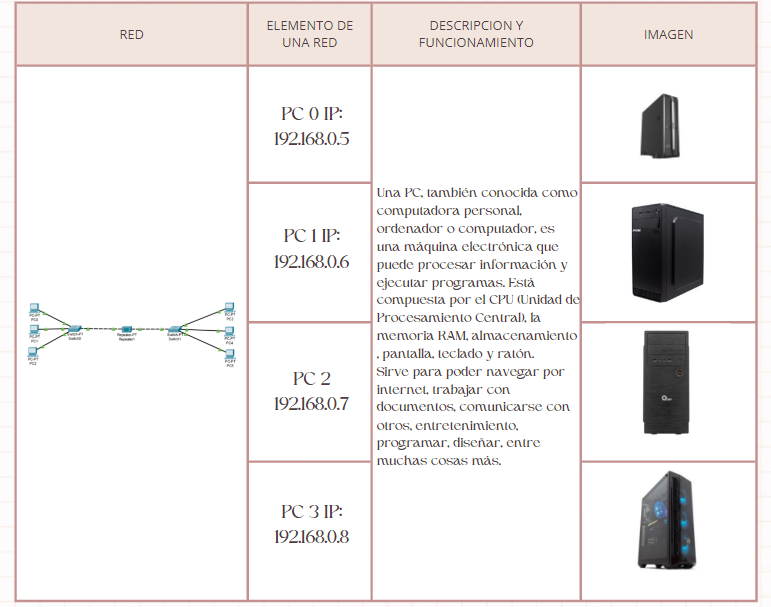 RED
ELEMENTO DE
UNA RED
DESCRIPCION Y
FUNCIONAMIENTO
IMAGEN
PC-PT
PC0
PC-PT
PC1
PC-PT
PC2
Switch-PT
Switch0
Repeater-PT
Repeater1
Switch-PT
Switch1
PC-PT
PC3
PC-PT
PC4
PC-PT
PC5
PC 0 IP:
192.168.0.5
PC 1 IP:
192.168.0.6
PC 2
192.168.0.7
PC 3 IP:
192.168.0.8
Una PC, también conocida como
computadora personal,
ordenador o computador, es
una máquina electrónica que
puede procesar información y
ejecutar programas. Está
compuesta por el CPU (Unidad de
Procesamiento Central), la
memoria RAM, almacenamiento
, pantalla, teclado y ratón.
Sirve para poder navegar por
internet, trabajar con
documentos, comunicarse con
otros, entretenimiento,
programar, diseñar, entre
muchas cosas más.